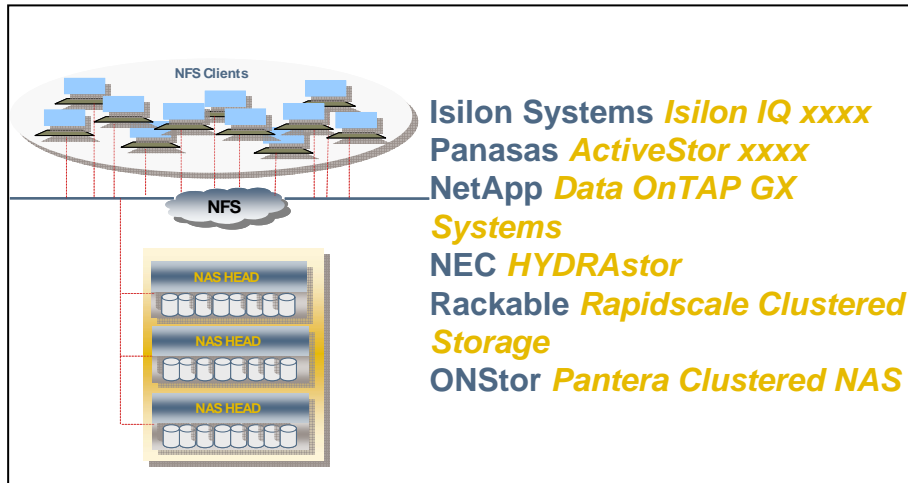 NFS Clients
NFS
NAS HEAD
NAS HEAD
NAS HEAD
Isilon Systems Isilon IQ xxxx
Panasas ActiveStor xxxx
NetApp Data OnTAP GX
Systems
NEC HYDRAstor
Rackable Rapidscale Clustered
Storage
ONStor Pantera Clustered NAS